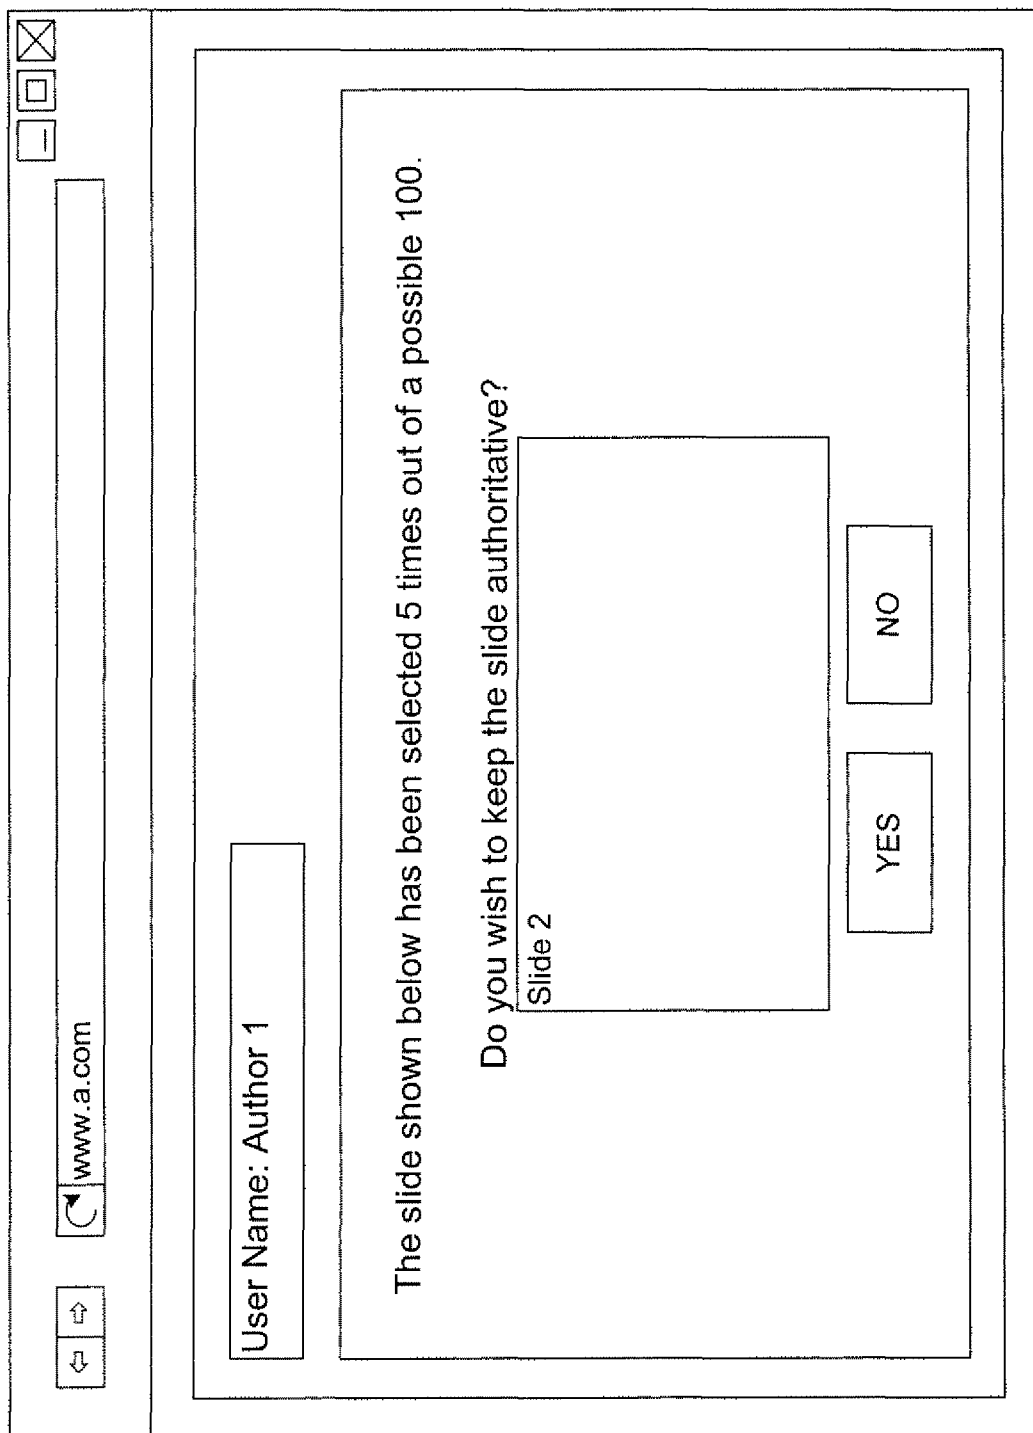 www.a.com
User Name: Author 1
The slide shown below has been selected 5 times out of a possible 100.
Do you wish to keep the slide authoritative?
Slide 2
YES
NO